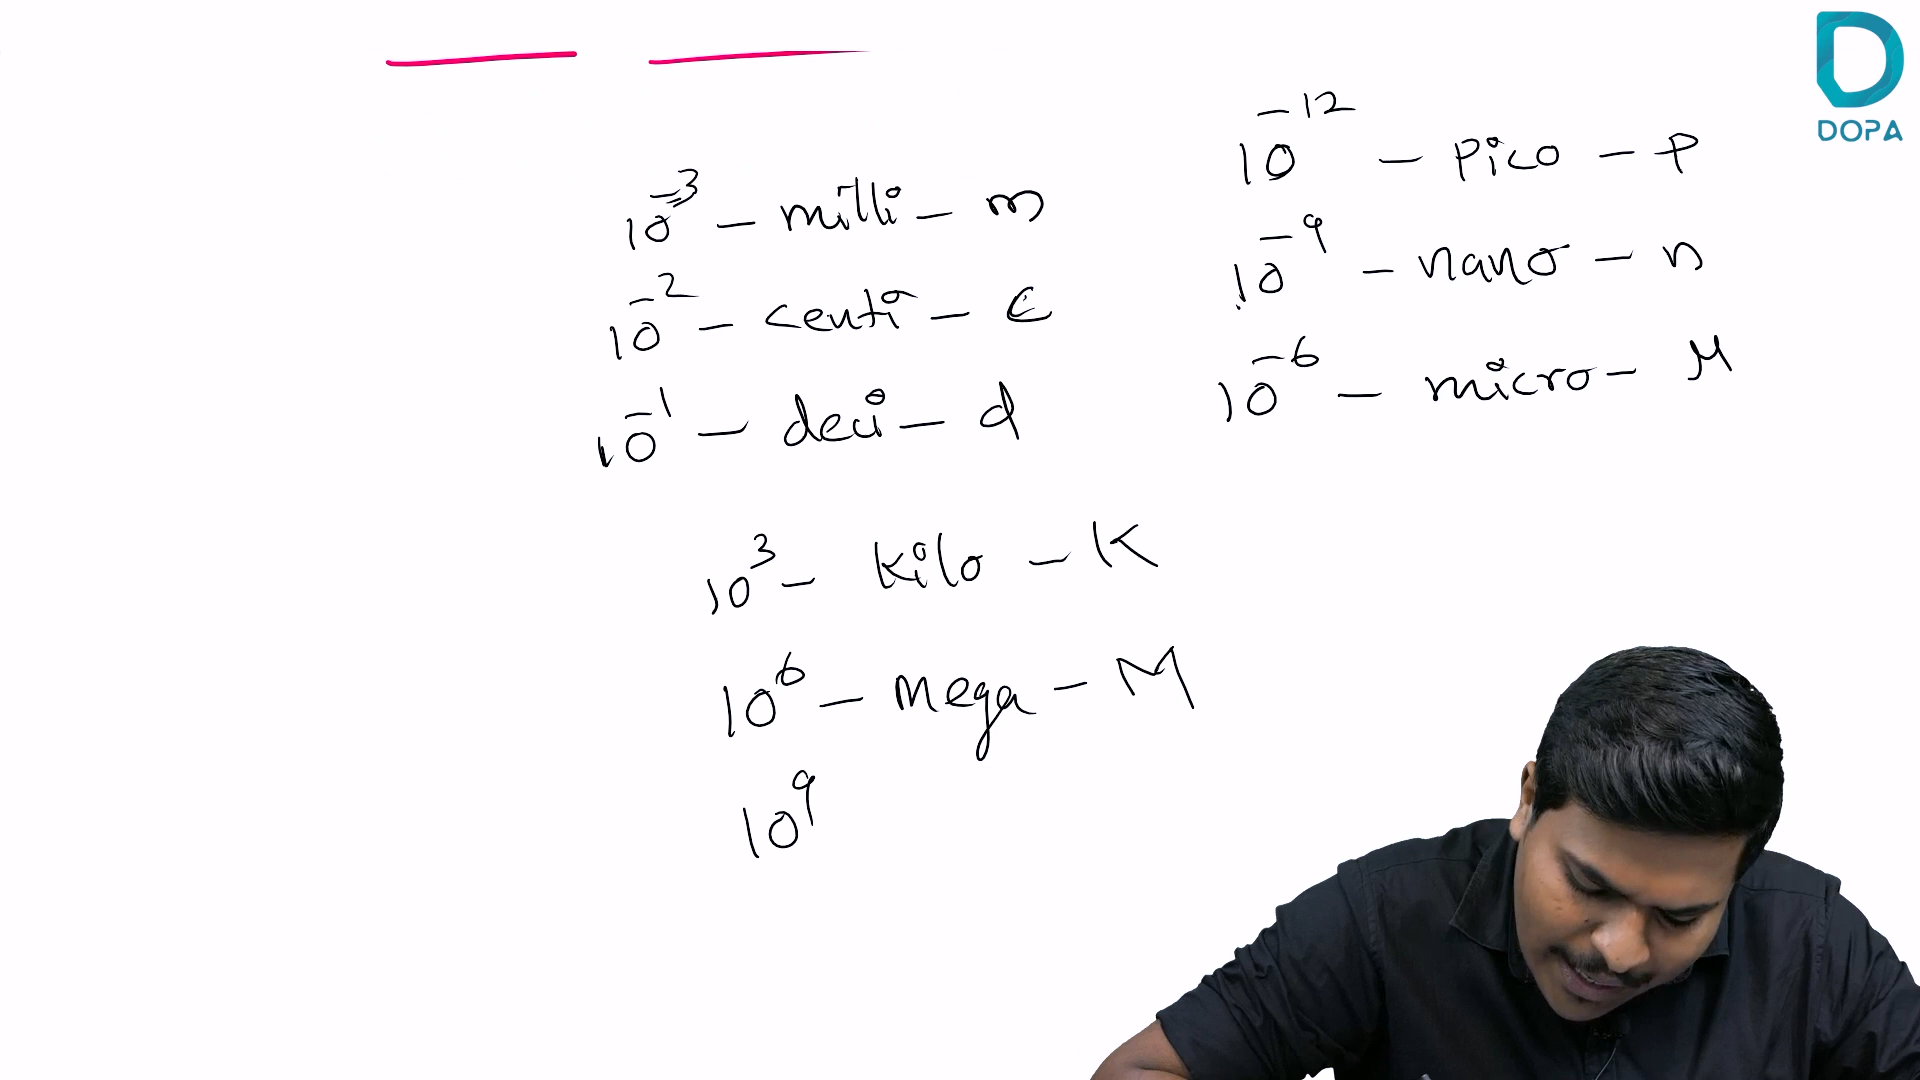 10⁻³ – milli – m
10⁻² – centi – c
10⁻¹ – deci – d
10³ – kilo – K
10⁶ – mega – M
10⁹
10⁻¹² – pico – p
10⁻⁹ – nano – n
10⁻⁶ – micro – μ
DOPA